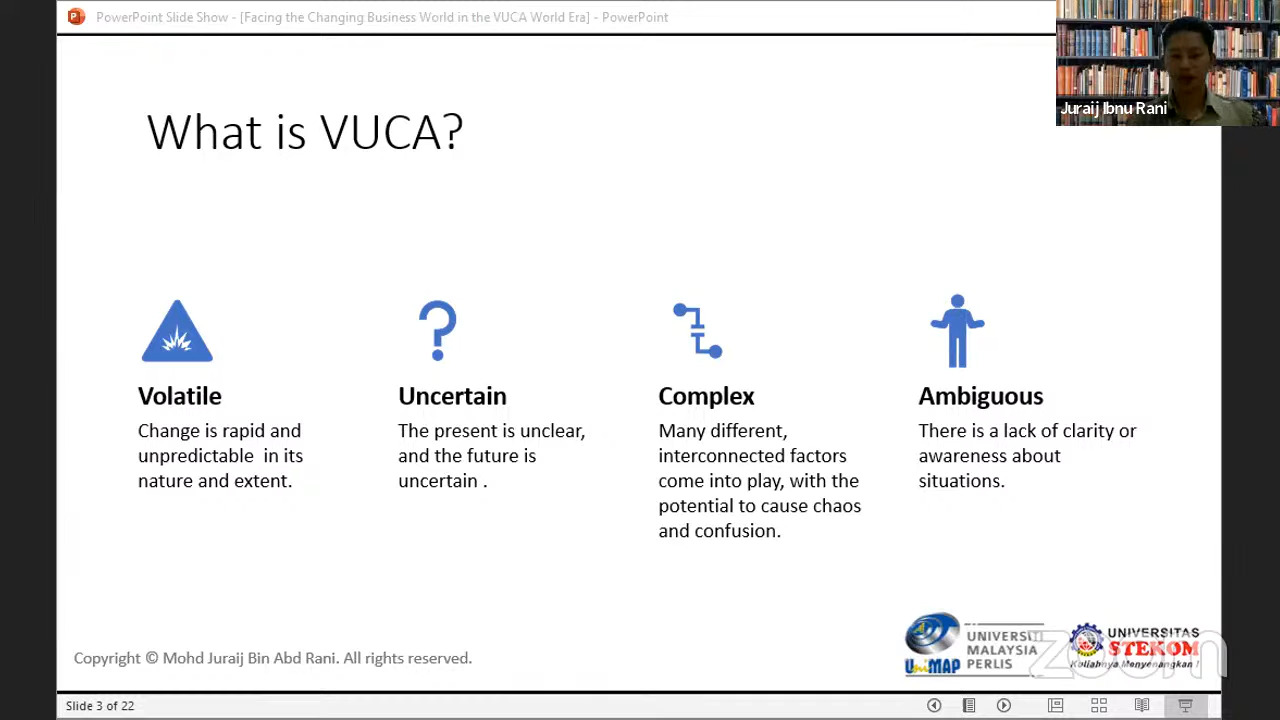 PowerPoint Slide Show - [Facing the Changing Business World in the VUCA World Era] - PowerPoint
Juraij Ibnu Rani
What is VUCA?
Volatile
Change is rapid and
unpredictable in its
nature and extent.
Uncertain
The present is unclear,
and the future is
uncertain .
Complex
Many different,
interconnected factors
come into play, with the
potential to cause chaos
and confusion.
Ambiguous
There is a lack of clarity or
awareness about
situations.
Copyright © Mohd Juraij Bin Abd Rani. All rights reserved.
UniMAP
UNIVERSITI
MALAYSIA
PERLIS
UNIVERSITAS
STEKOM
Kuliahnya Menyenangkan !
zoom
Slide 3 of 22